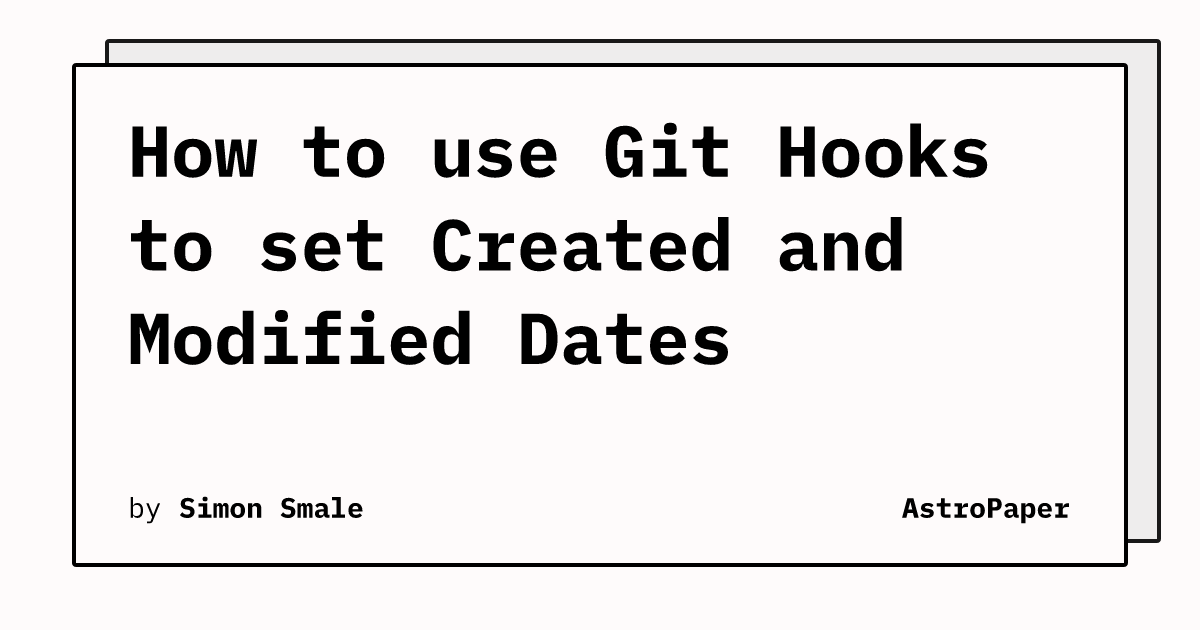 How to use Git Hooks
to set Created and
Modified Dates
by Simon Smale
AstroPaper